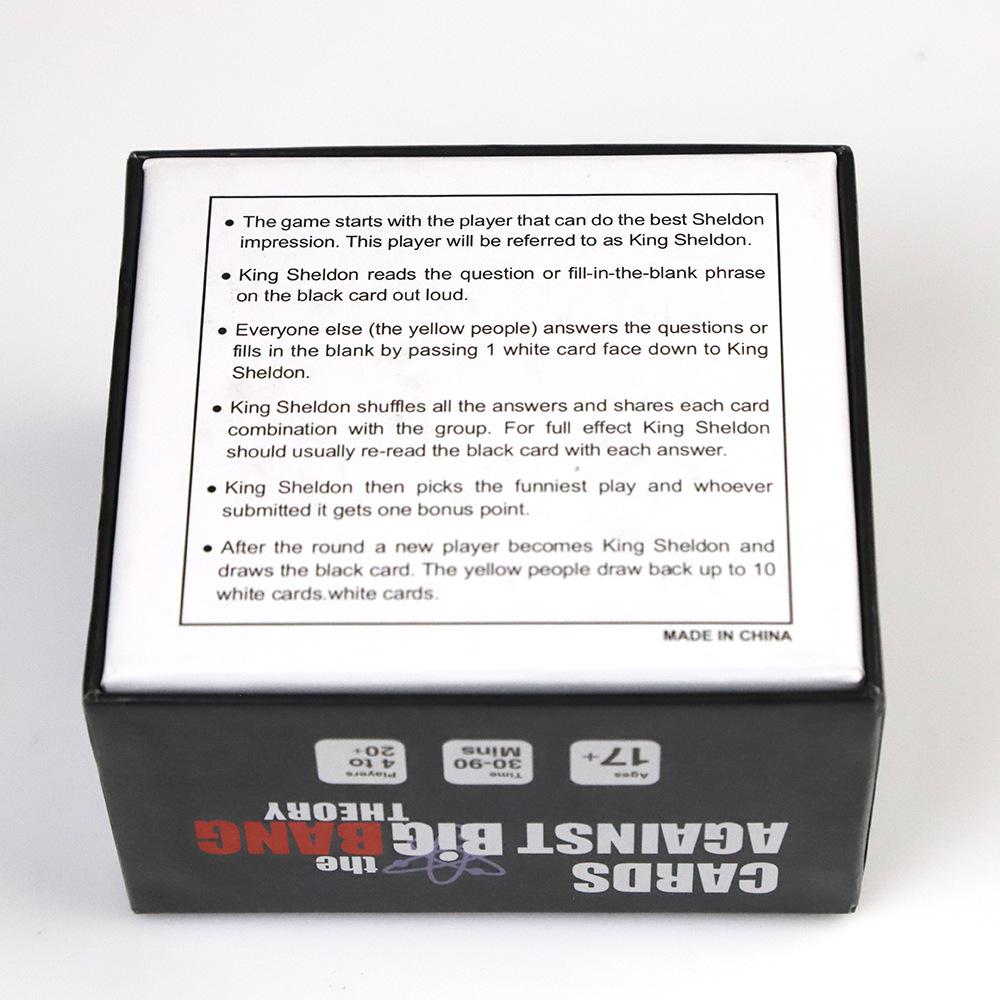 • The game starts with the player that can do the best Sheldon
impression. This player will be referred to as King Sheldon.
• King Sheldon reads the question or fill-in-the-blank phrase
on the black card out loud.
• Everyone else (the yellow people) answers the questions or
fills in the blank by passing 1 white card face down to King
Sheldon.
• King Sheldon shuffles all the answers and shares each card
combination with the group. For full effect King Sheldon
should usually re-read the black card with each answer.
• King Sheldon then picks the funniest play and whoever
submitted it gets one bonus point.
• After the round a new player becomes King Sheldon and
draws the black card. The yellow people draw back up to 10
white cards.white cards.
MADE IN CHINA
CARDS
AGAINST the BIG BANG
THEORY
Ages
17+
Time
30-90
Mins
Players
4 to
20+